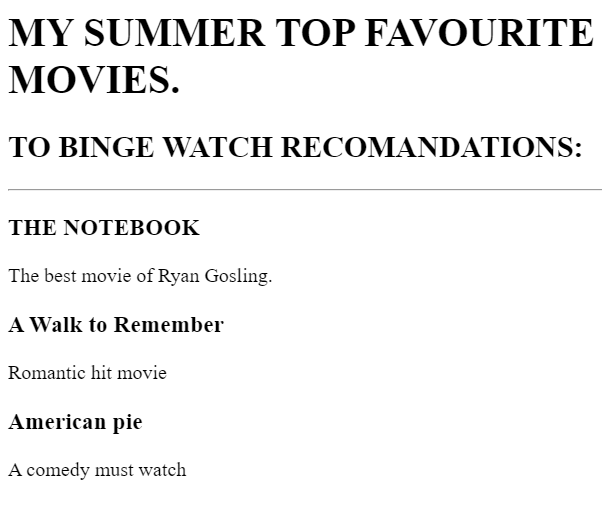 MY SUMMER TOP FAVOURITE
MOVIES.
TO BINGE WATCH RECOMANDATIONS:
THE NOTEBOOK
The best movie of Ryan Gosling.
A Walk to Remember
Romantic hit movie
American pie
A comedy must watch